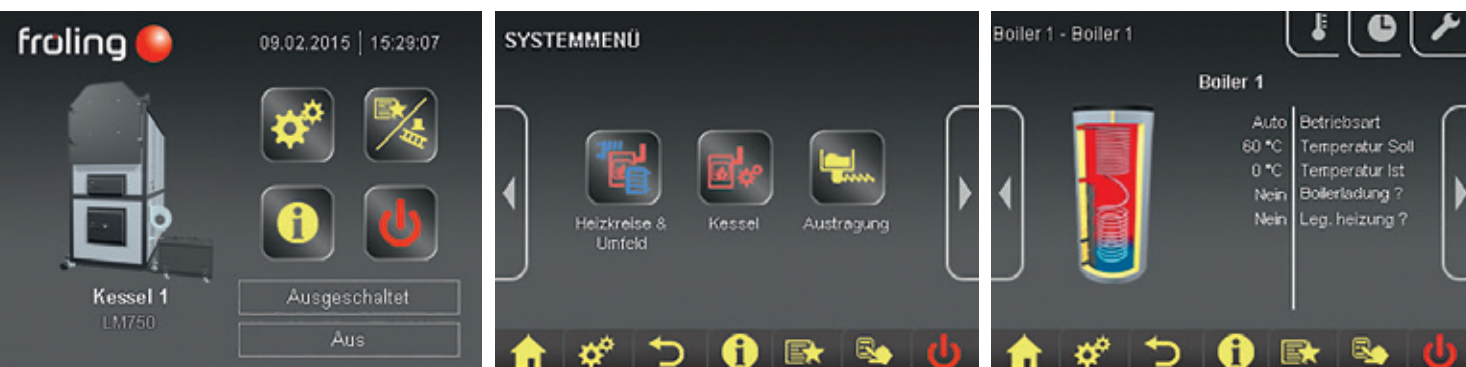 fröling
09.02.2015 | 15:29:07
Kessel 1
LM750
Ausgeschaltet
Aus
SYSTEMMENÜ
Heizkreise &
Umfeld
Kessel
Austragung
Boiler 1 - Boiler 1
Boiler 1
Auto Betriebsart
60 °C Temperatur Soll
0 °C Temperatur Ist
Nein Boilerladung ?
Nein Leg. heizung ?